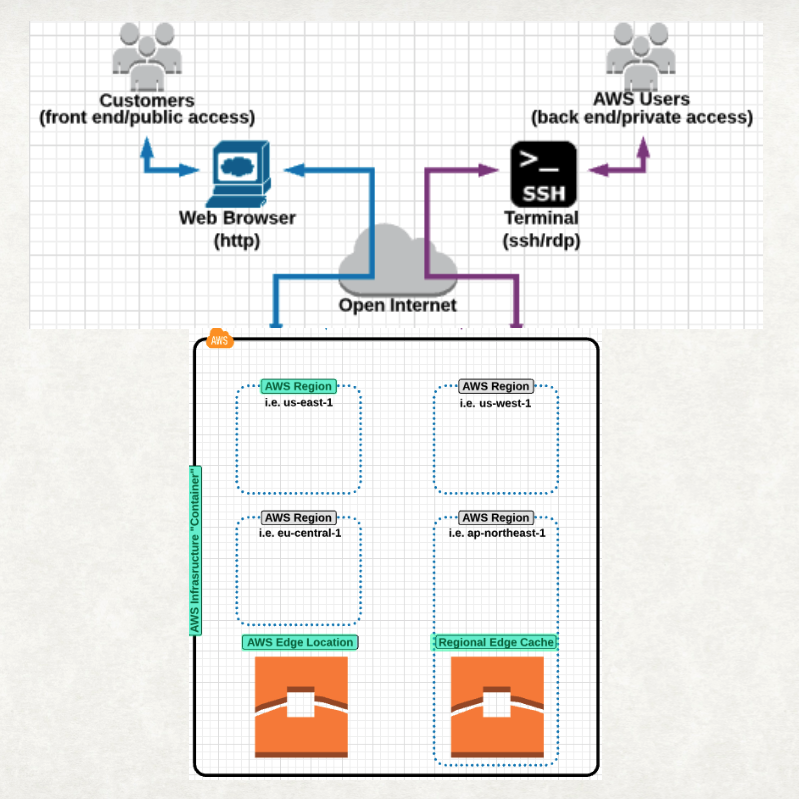 Customers
(front end/public access)
AWS Users
(back end/private access)
>_
SSH
Web Browser
(http)
Terminal
(ssh/rdp)
Open Internet
AWS
AWS Region
i.e. us-east-1
AWS Region
i.e. us-west-1
AWS Infrasructure "Container"
AWS Region
i.e. eu-central-1
AWS Region
i.e. ap-northeast-1
AWS Edge Location
Regional Edge Cache